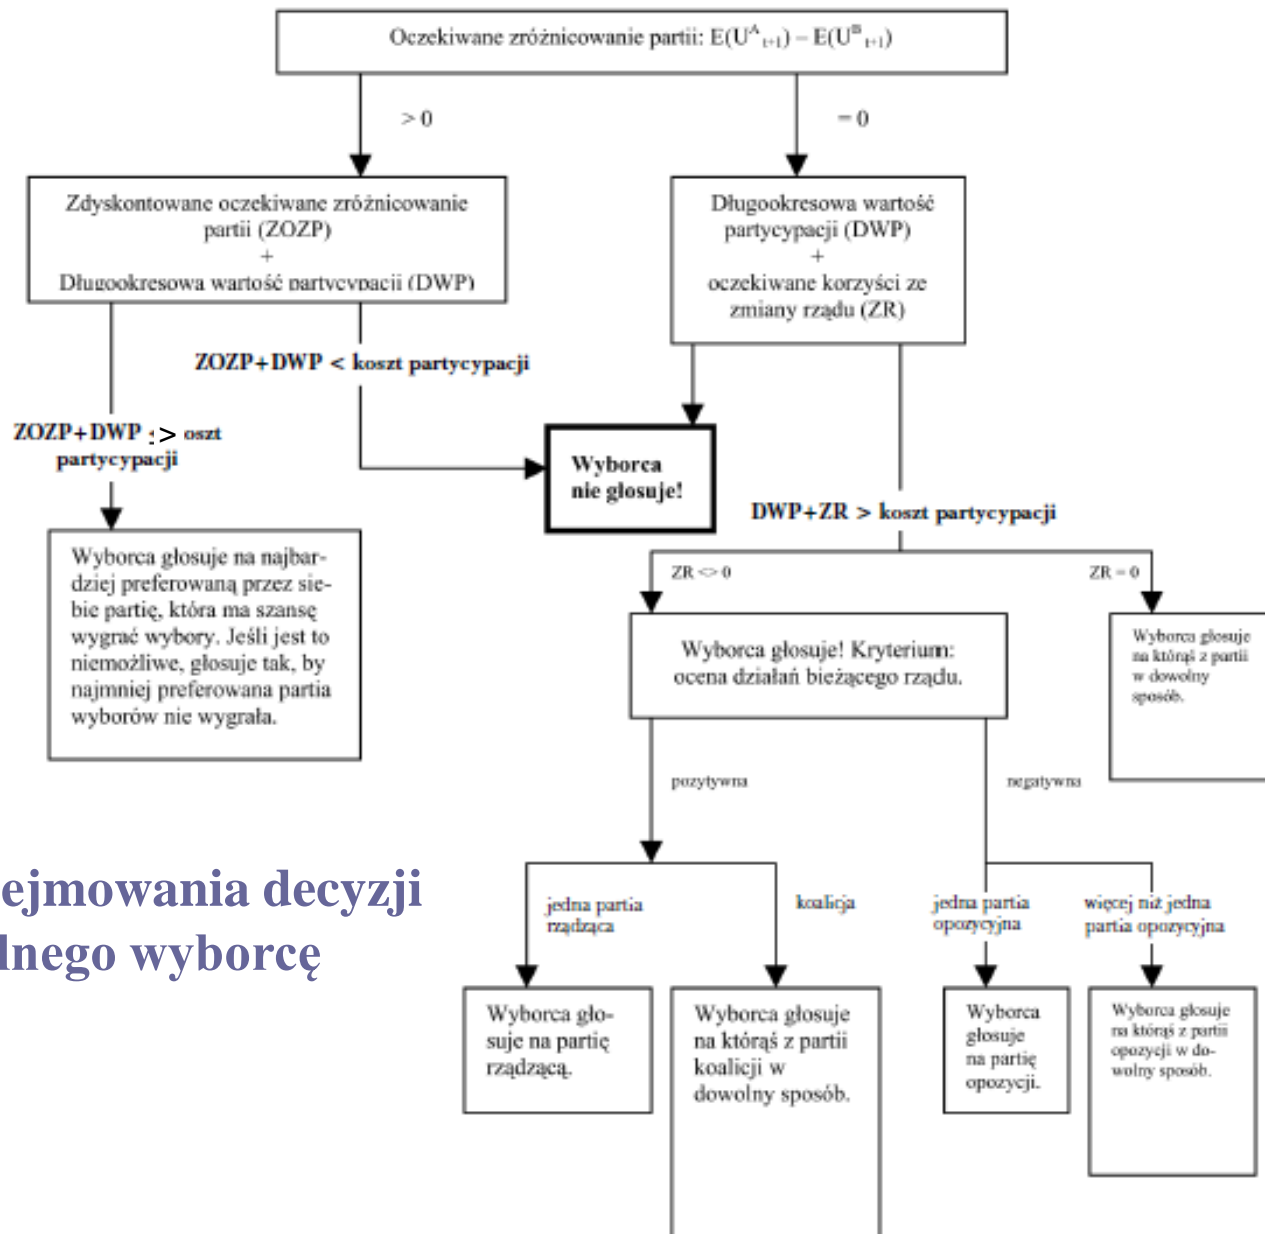 Oczekiwane zróżnicowanie partii: E(U^A_{t+1}) – E(U^B_{t+1})
> 0
= 0
Zdyskontowane oczekiwane zróżnicowanie
partii (ZOZP)
+
Długookresowa wartość partycypacji (DWP)
Długookresowa wartość
partycypacji (DWP)
+
oczekiwane korzyści ze
zmiany rządu (ZR)
ZOZP+DWP < koszt partycypacji
ZOZP+DWP > oszt
partycypacji
Wyborca
nie głosuje!
DWP+ZR > koszt partycypacji
ZR <> 0
ZR = 0
Wyborca głosuje na najbar-
dziej preferowaną przez sie-
bie partię, która ma szansę
wygrać wybory. Jeśli jest to
niemożliwe, głosuje tak, by
najmniej preferowana partia
wyborów nie wygrała.
Wyborca głosuje! Kryterium:
ocena działań bieżącego rządu.
Wyborca głosuje
na którąś z partii
w dowolny
sposób.
pozytywna
negatywna
ejmowania decyzji
dnego wyborcę
jedna partia
rządząca
koalicja
jedna partia
opozycyjna
więcej niż jedna
partia opozycyjna
Wyborca gło-
suje na partię
rządzącą.
Wyborca głosuje
na którąś z partii
koalicji w
dowolny sposób.
Wyborca
głosuje
na partię
opozycji.
Wyborca głosuje
na którąś z partii
opozycji w do-
wolny sposób.